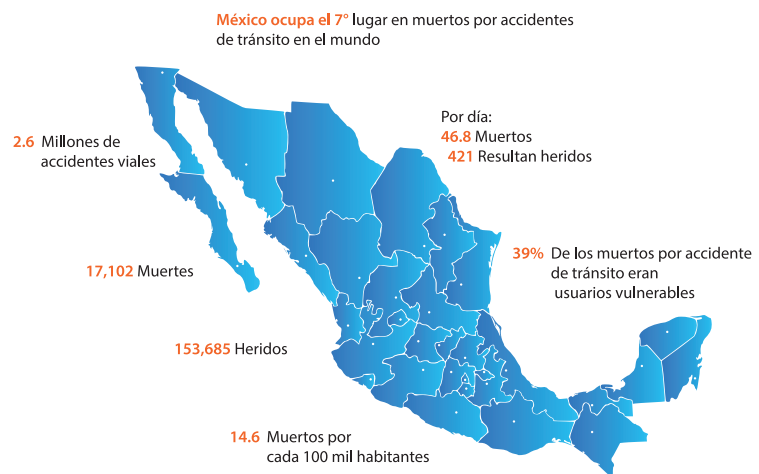 México ocupa el 7° lugar en muertos por accidentes
de tránsito en el mundo
Por día:
46.8 Muertos
421 Resultan heridos
2.6 Millones de
accidentes viales
39% De los muertos por accidente
de tránsito eran
usuarios vulnerables
17,102 Muertes
153,685 Heridos
14.6 Muertos por
cada 100 mil habitantes